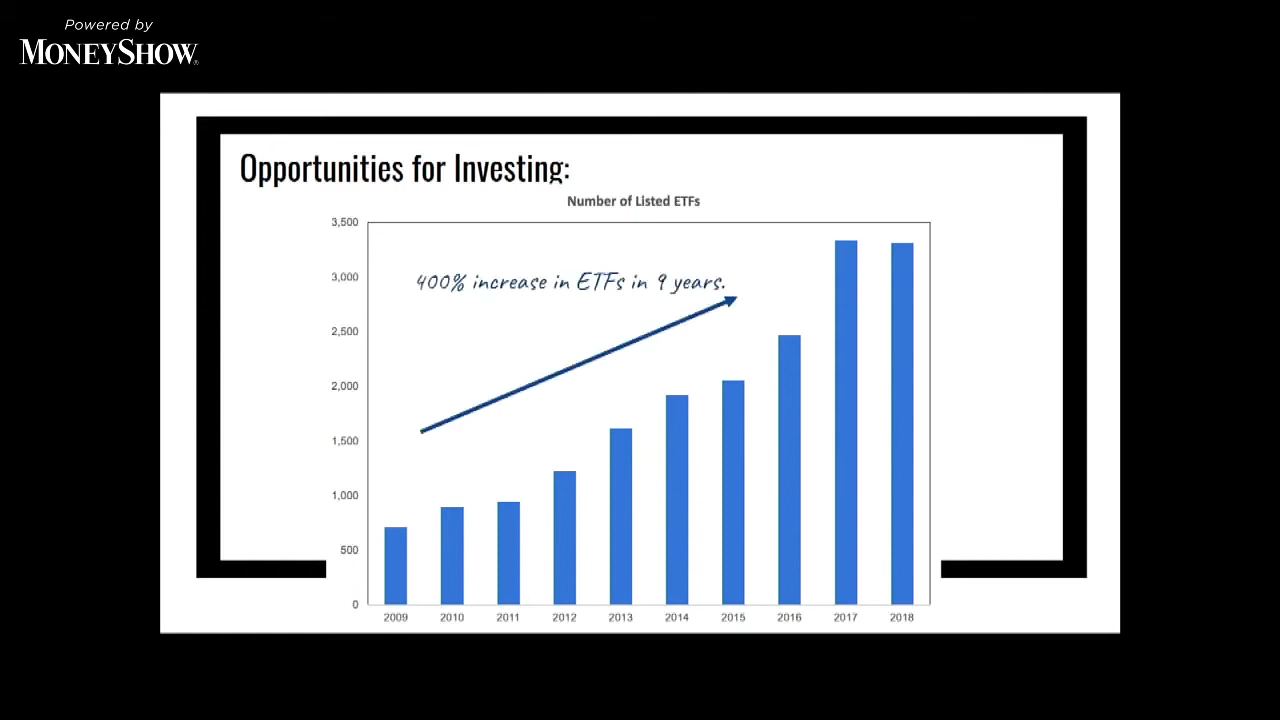 Powered by
MONEYSHOW®
Opportunities for Investing:
Number of Listed ETFs
3,500
3,000
2,500
2,000
1,500
1,000
500
0
400% increase in ETFs in 9 years.
2009 2010 2011 2012 2013 2014 2015 2016 2017 2018